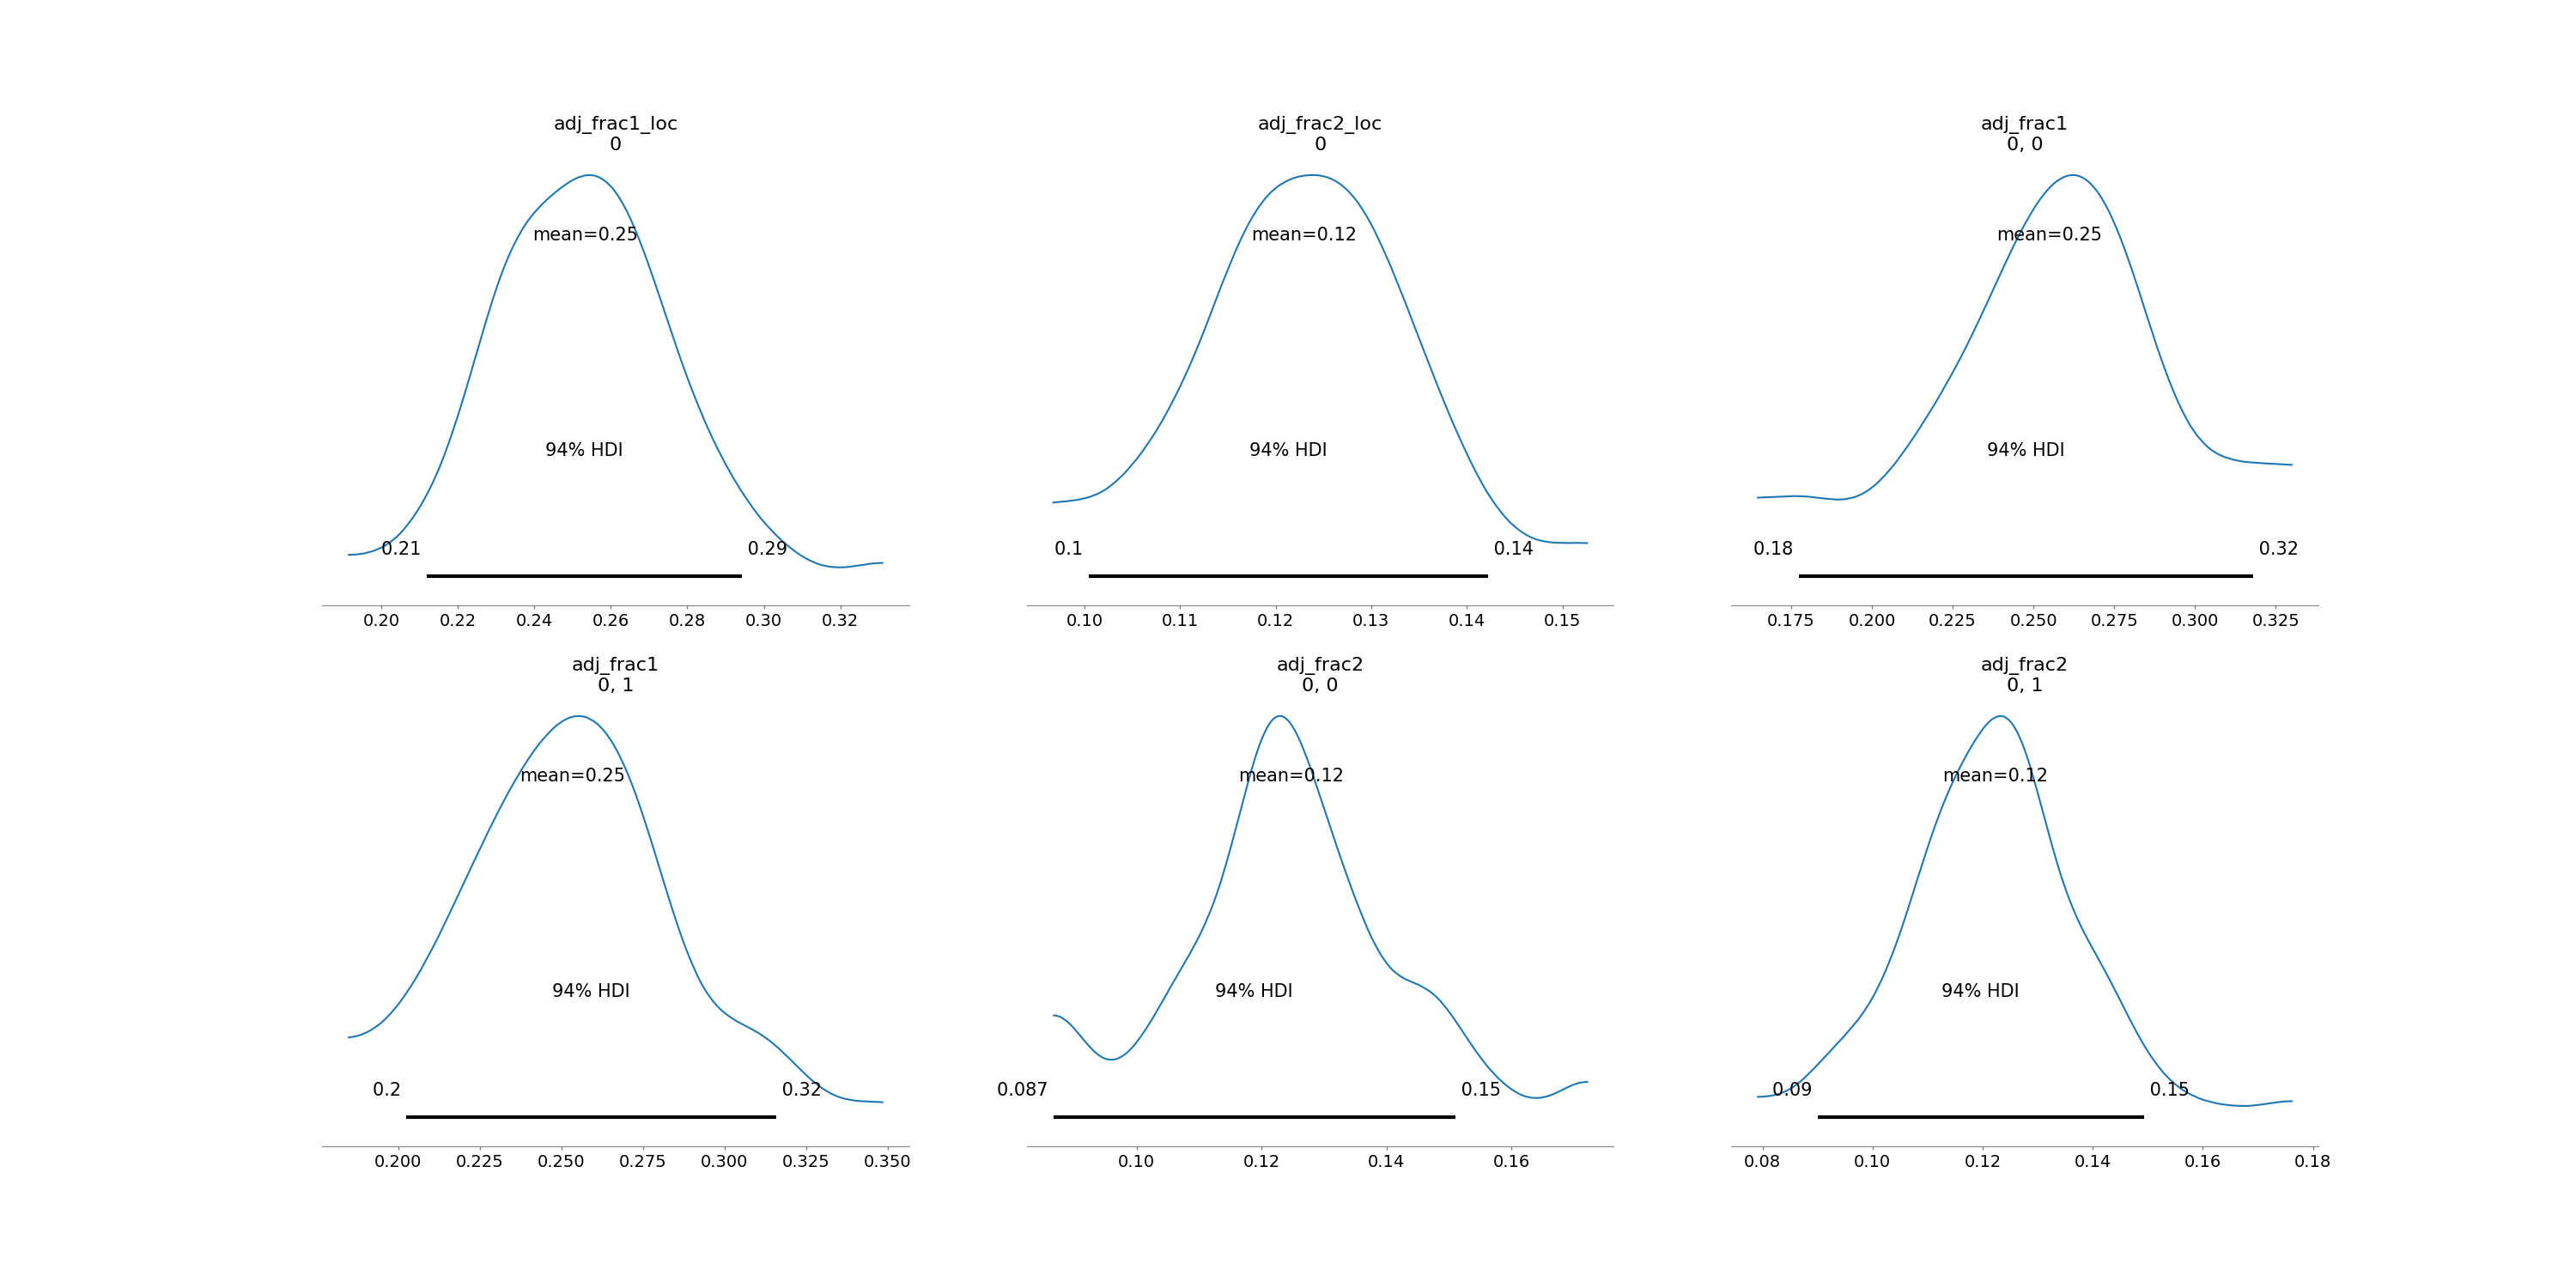 adj_frac1_loc
0
mean=0.25
94% HDI
0.21
0.29
0.20 0.22 0.24 0.26 0.28 0.30 0.32
adj_frac2_loc
0
mean=0.12
94% HDI
0.1
0.14
0.10 0.11 0.12 0.13 0.14 0.15
adj_frac1
0, 0
mean=0.25
94% HDI
0.18
0.32
0.175 0.200 0.225 0.250 0.275 0.300 0.325
adj_frac1
0, 1
mean=0.25
94% HDI
0.2
0.32
0.200 0.225 0.250 0.275 0.300 0.325 0.350
adj_frac2
0, 0
mean=0.12
94% HDI
0.087
0.15
0.10 0.12 0.14 0.16
adj_frac2
0, 1
mean=0.12
94% HDI
0.09
0.15
0.08 0.10 0.12 0.14 0.16 0.18